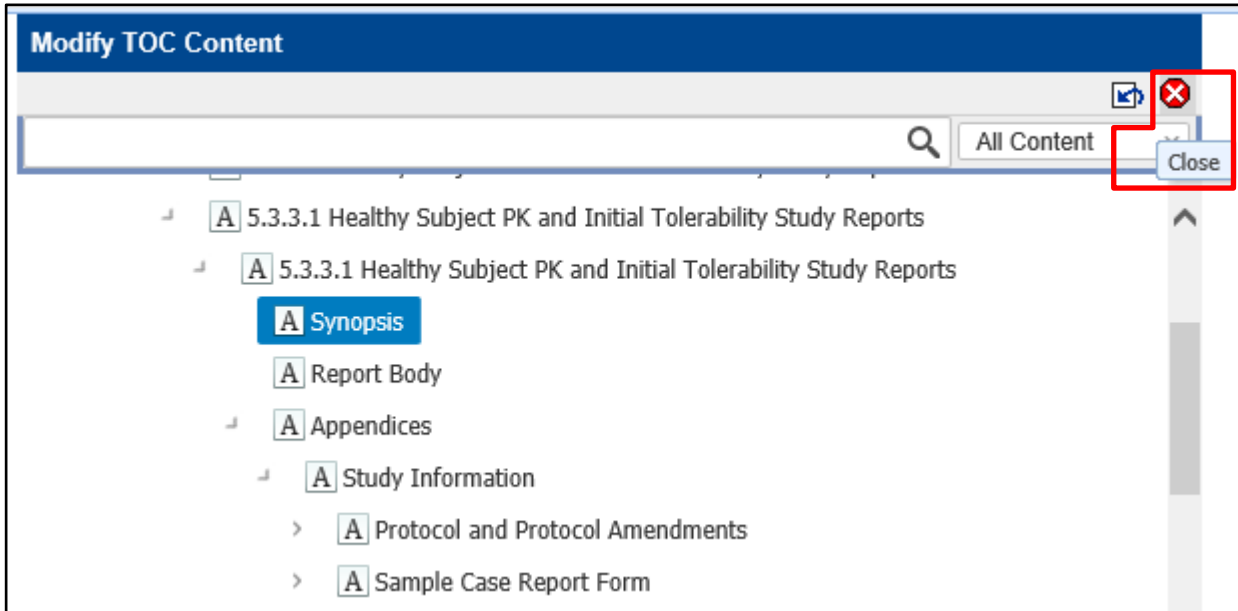 Modify TOC Content
All Content
Close
A 5.3.3.1 Healthy Subject PK and Initial Tolerability Study Reports
A 5.3.3.1 Healthy Subject PK and Initial Tolerability Study Reports
A Synopsis
A Report Body
A Appendices
A Study Information
A Protocol and Protocol Amendments
A Sample Case Report Form